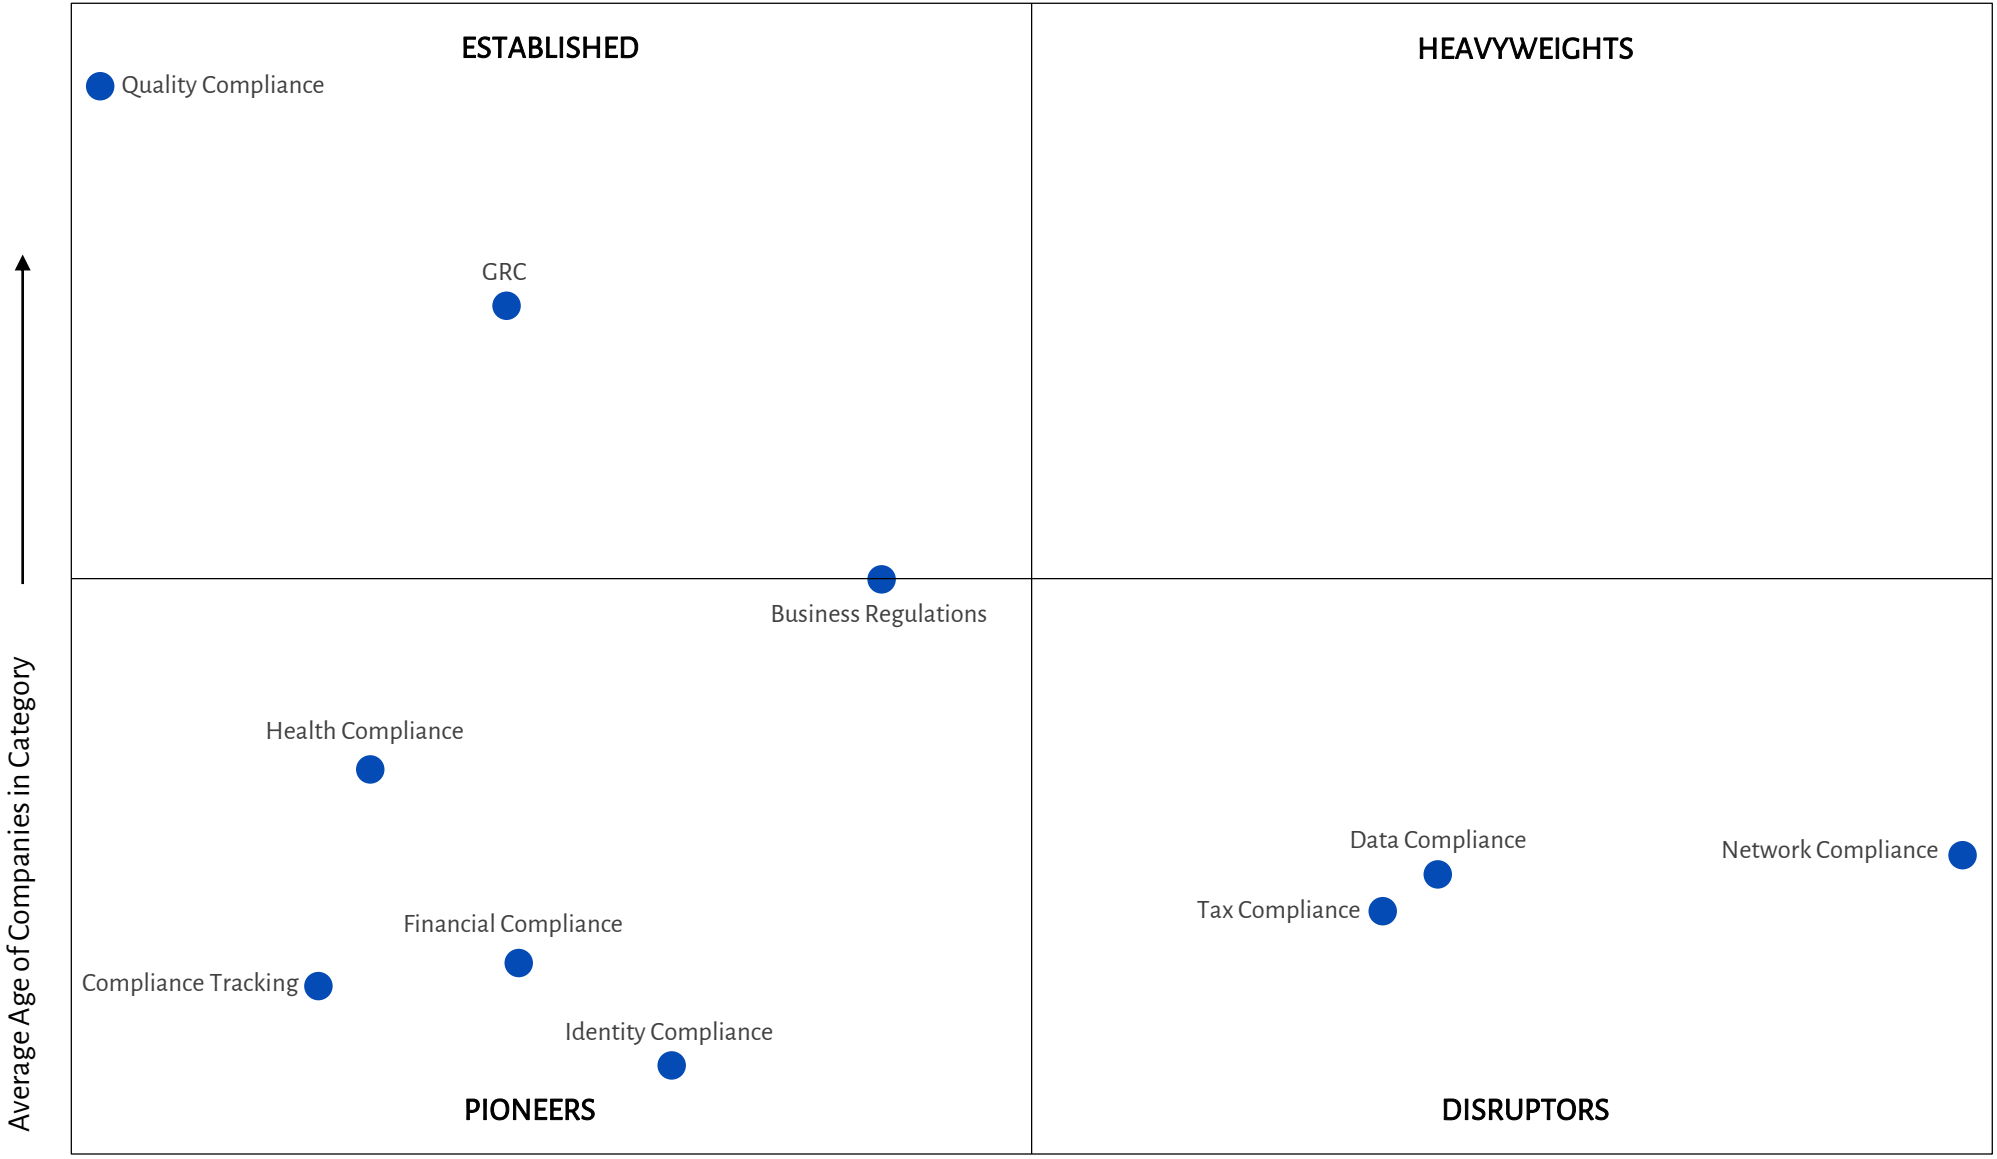 ESTABLISHED
HEAVYWEIGHTS
Quality Compliance
GRC
Business Regulations
Average Age of Companies in Category
Health Compliance
Data Compliance
Network Compliance
Tax Compliance
Financial Compliance
Compliance Tracking
Identity Compliance
PIONEERS
DISRUPTORS